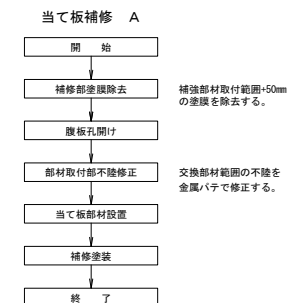 当て板補修　A
開　始
補修部塗膜除去
補強部材取付範囲+50mm
の塗膜を除去する。
腹板孔開け
部材取付部不陸修正
交換部材範囲の不陸を
金属パテで修正する。
当て板部材設置
補修塗装
終　了